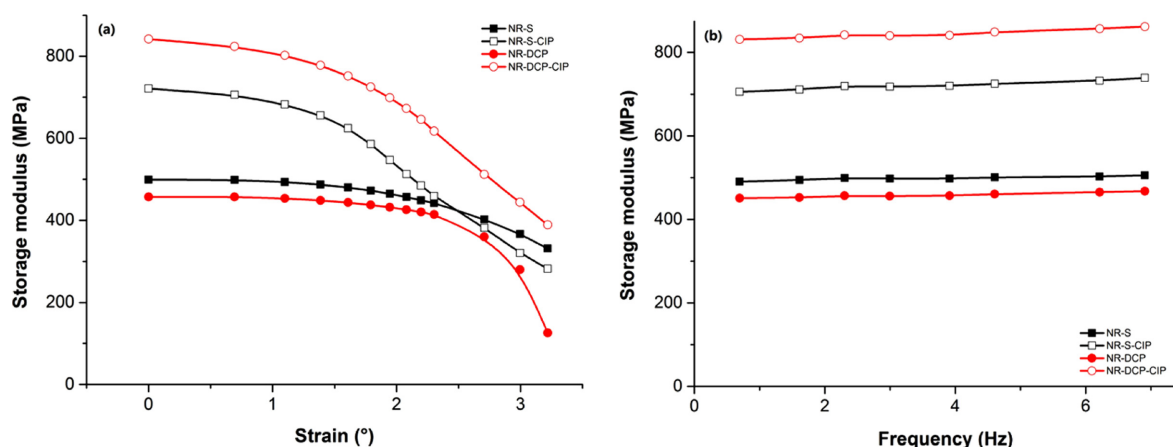 (a)
NR-S
NR-S-CIP
NR-DCP
NR-DCP-CIP
Storage modulus (MPa)
800
600
400
200
0
0 1 2 3
Strain (°)
(b)
Storage modulus (MPa)
800
600
400
200
0
NR-S
NR-S-CIP
NR-DCP
NR-DCP-CIP
0 2 4 6
Frequency (Hz)